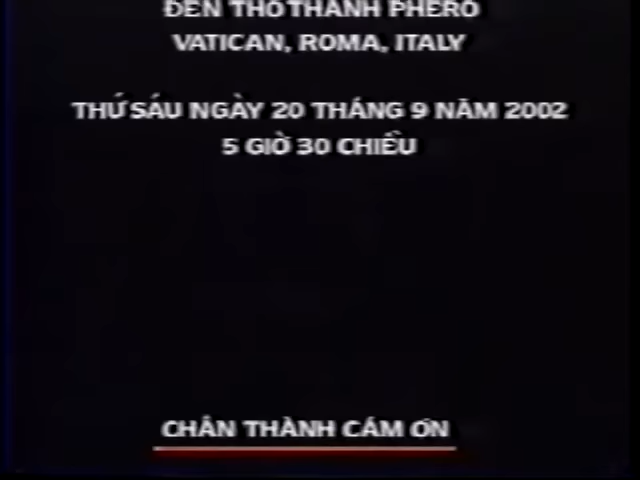 ĐỀN THỜ THÁNH PHÊRÔ
VATICAN, ROMA, ITALY
THỨ SÁU NGÀY 20 THÁNG 9 NĂM 2002
5 GIỜ 30 CHIỀU
CHÂN THÀNH CÁM ƠN